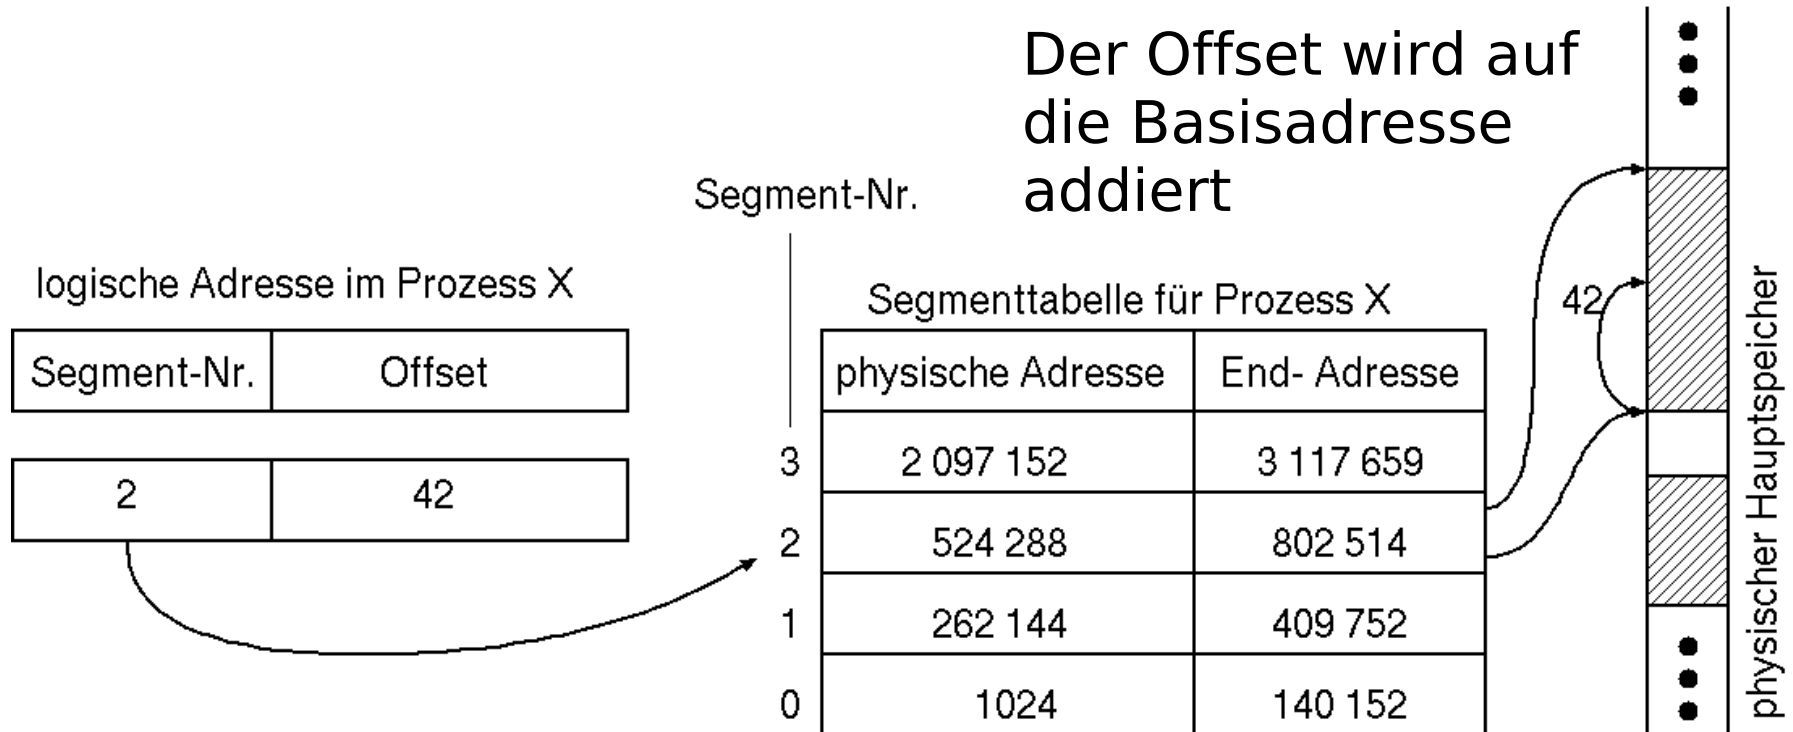 Der Offset wird auf
die Basisadresse
addiert
Segment-Nr.
logische Adresse im Prozess X
Segment-Nr. Offset
2 42
Segmenttabelle für Prozess X
physische Adresse End- Adresse
3 2 097 152 3 117 659
2 524 288 802 514
1 262 144 409 752
0 1024 140 152
42
physischer Hauptspeicher